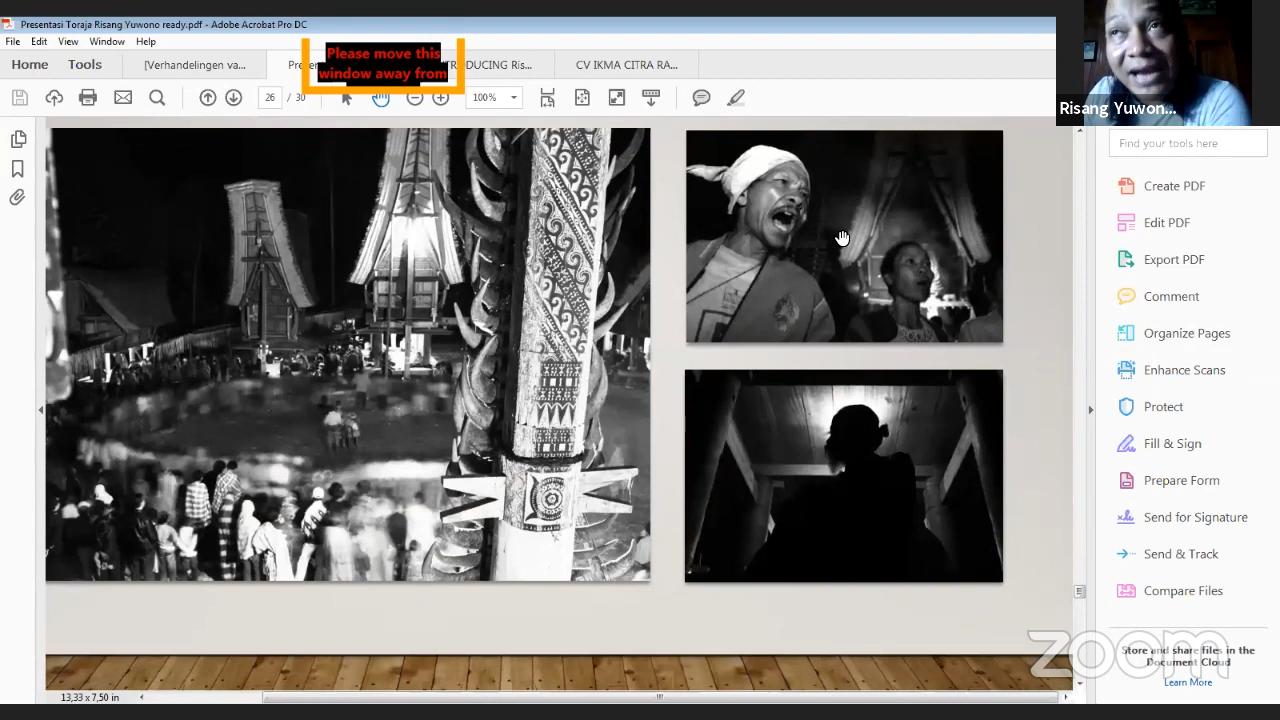 Presentasi Toraja Risang Yuwono ready.pdf - Adobe Acrobat Pro DC
File Edit View Window Help
Please move this
window away from
Home Tools [Verhandelingen va... CV IKMA CITRA RA...
26 / 30 100%
Risang Yuwon...
Find your tools here
Create PDF
Edit PDF
Export PDF
Comment
Organize Pages
Enhance Scans
Protect
Fill & Sign
Prepare Form
Send for Signature
Send & Track
Compare Files
Store and share files in the
Document Cloud
Learn More
zoom
13,33 x 7,50 in